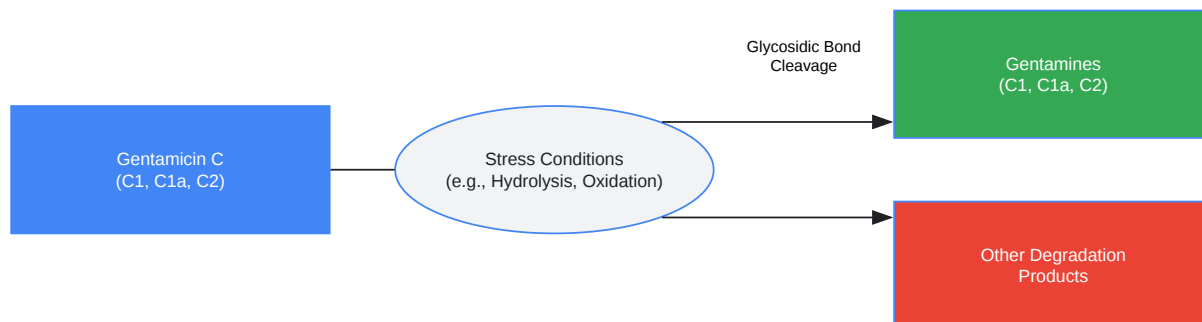 Gentamicin C
(C1, C1a, C2)
Stress Conditions
(e.g., Hydrolysis, Oxidation)
Glycosidic Bond
Cleavage
Gentamines
(C1, C1a, C2)
Other Degradation
Products